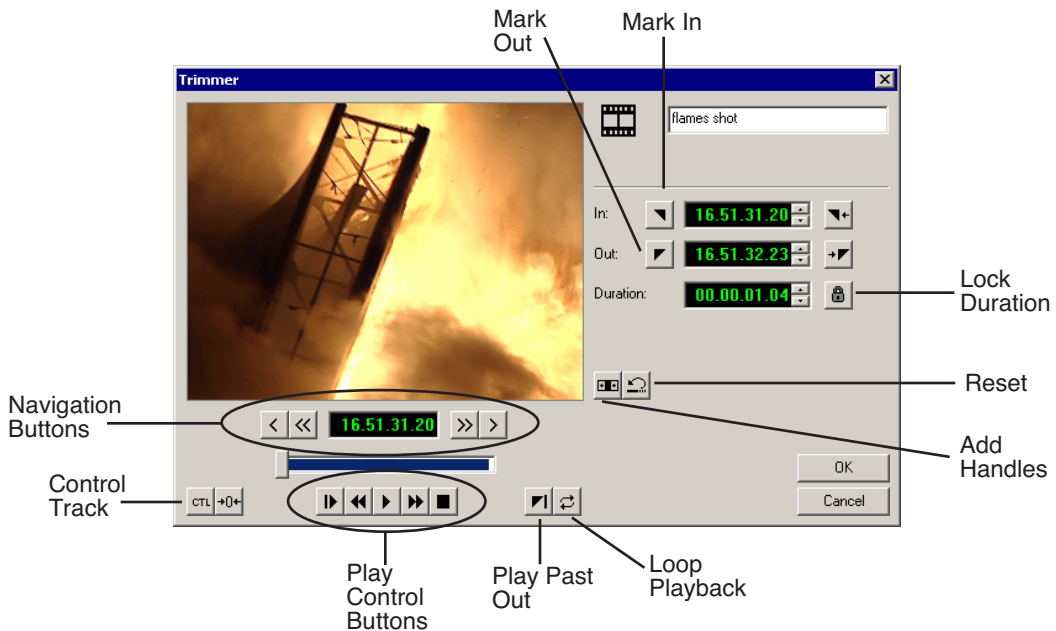 Mark
Out
Mark In
Trimmer
flames shot
In:
16.51.31.20
Out:
16.51.32.23
Duration:
00.00.01.04
Lock
Duration
Reset
Navigation
Buttons
16.51.31.20
Add
Handles
OK
Control
Track
CTL
→0←
Cancel
Play
Control
Buttons
Play Past
Out
Loop
Playback